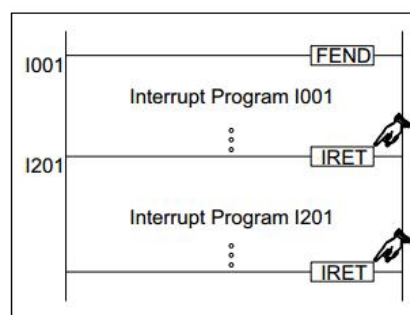 FEND
I001
Interrupt Program I001
IRET
I201
Interrupt Program I201
IRET